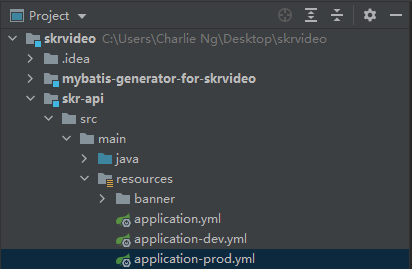 Project
skrvideo C:\Users\Charlie Ng\Desktop\skrvideo
.idea
mybatis-generator-for-skrvideo
skr-api
src
main
java
resources
banner
application.yml
application-dev.yml
application-prod.yml